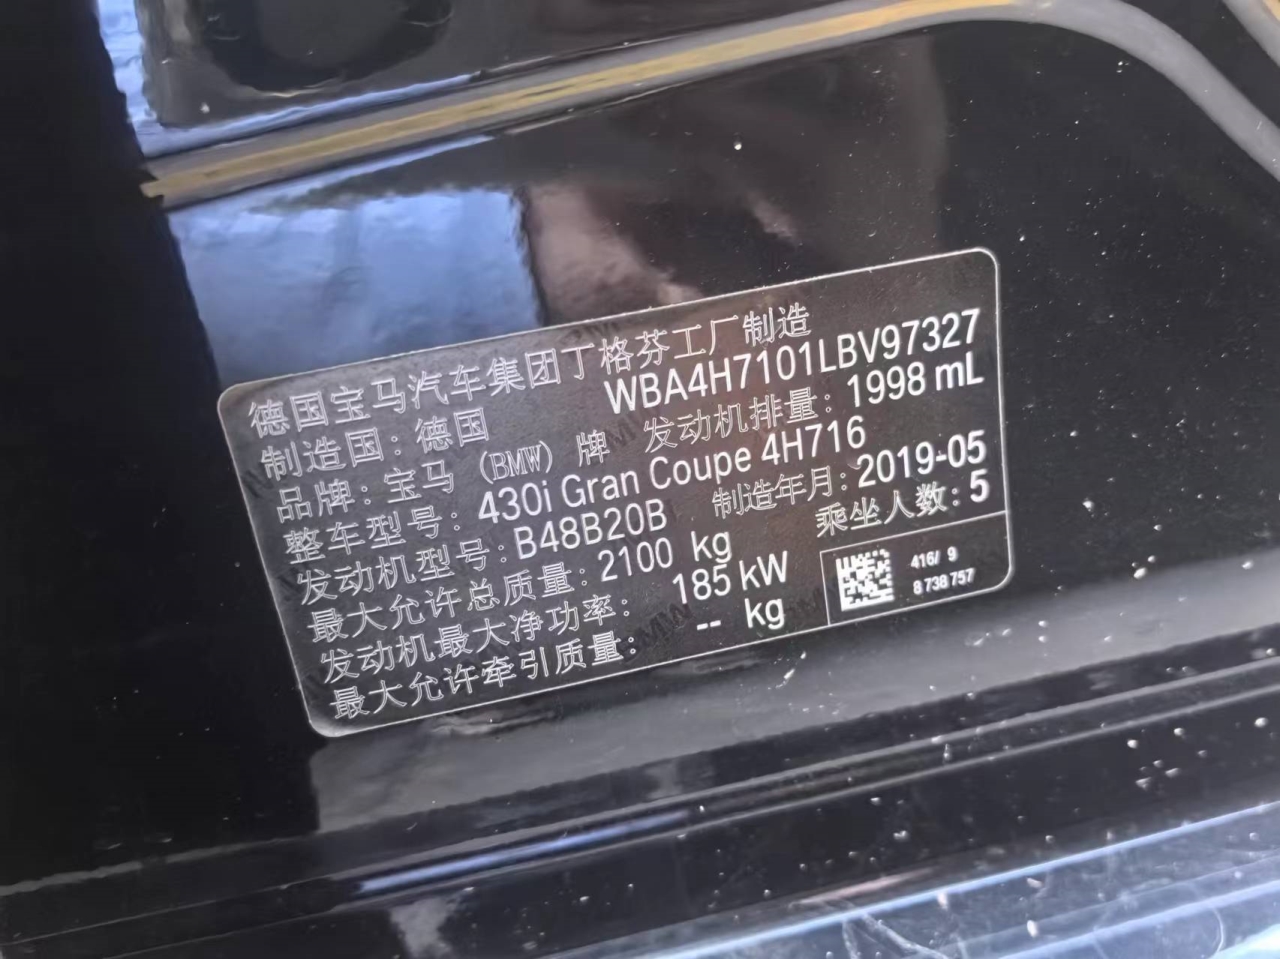 德国宝马汽车集团丁格芬工厂制造
制造国：德国 WBA4H7101LBV97327
品牌：宝马 (BMW) 牌 发动机排量：1998 mL
整车型号：430i Gran Coupe 4H716
发动机型号：B48B20B 制造年月：2019-05
最大允许总质量：2100 kg 乘坐人数：5
发动机最大净功率：185 kW
最大允许牵引质量：-- kg
416/ 9
8 738 757